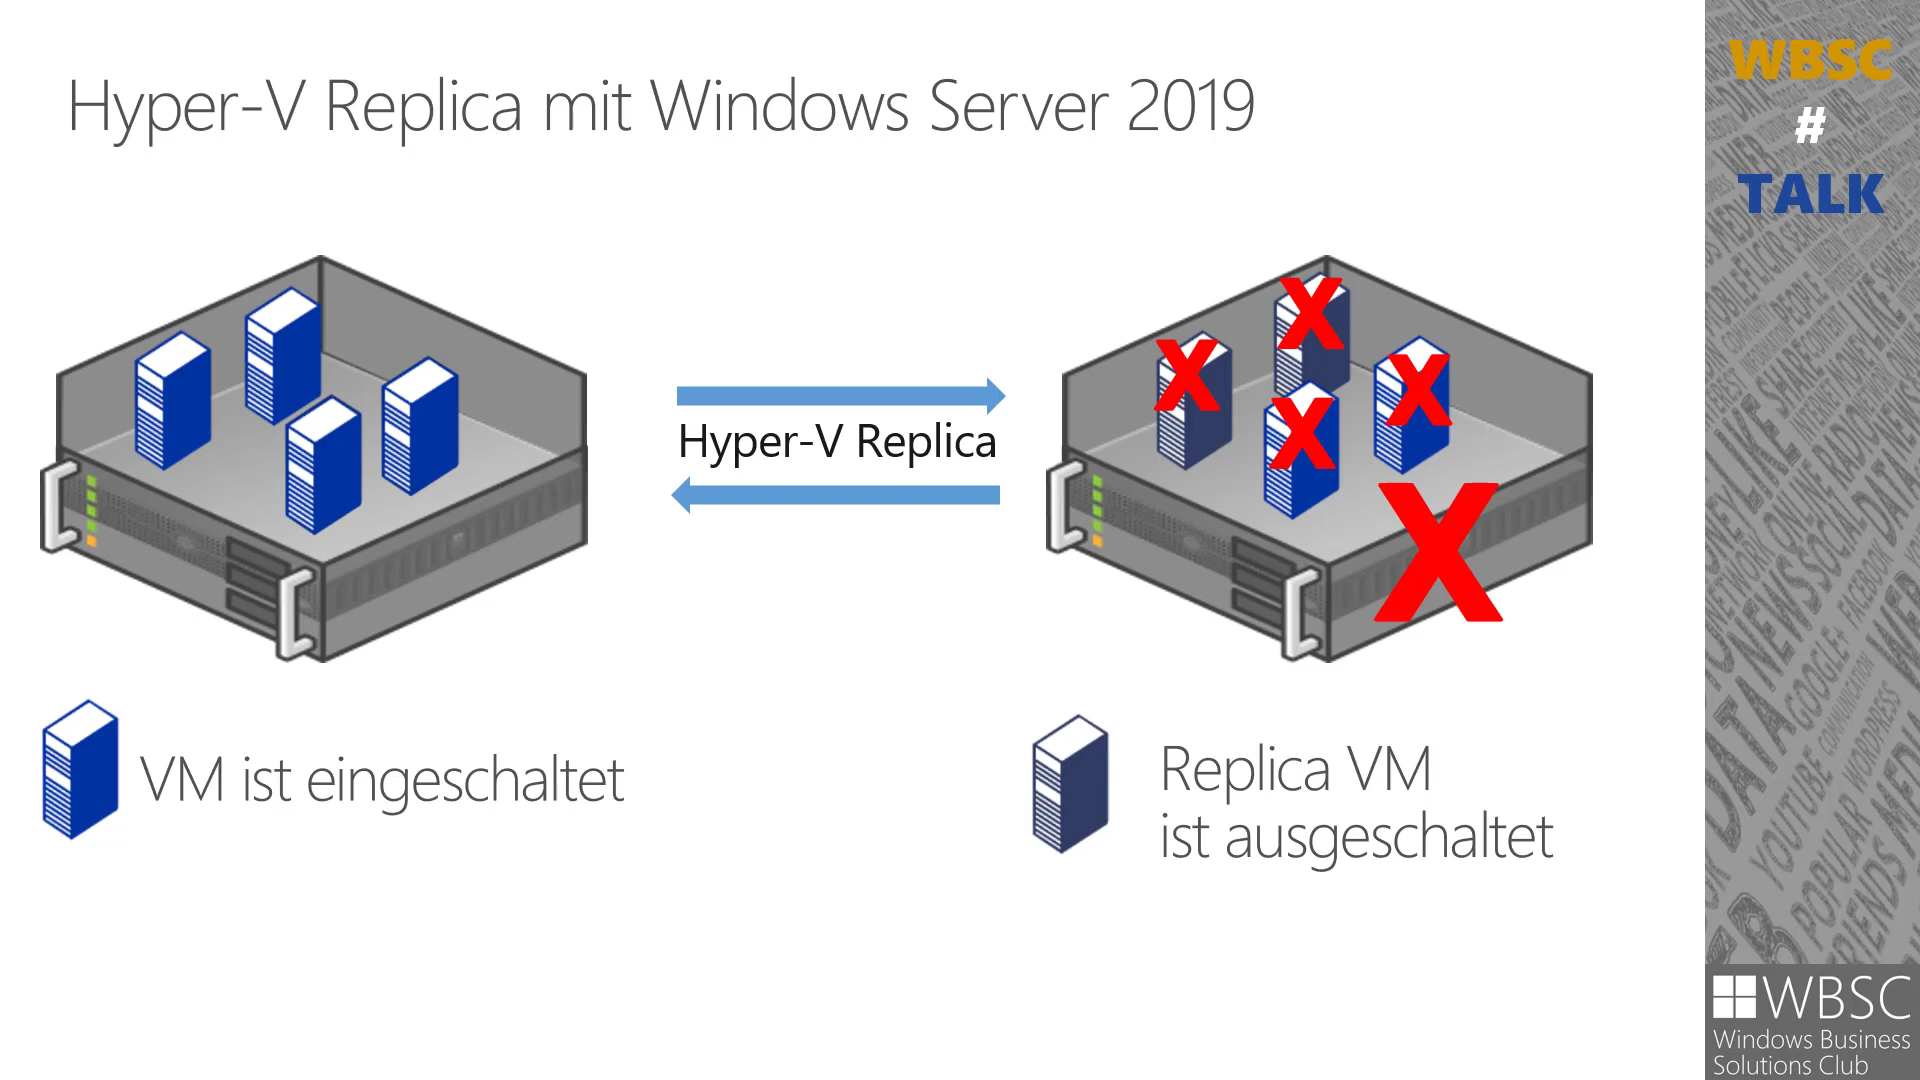 Hyper-V Replica mit Windows Server 2019
WBSC
#
TALK
Hyper-V Replica
X
X
X
X
X
VM ist eingeschaltet
Replica VM
ist ausgeschaltet
WBSC
Windows Business
Solutions Club